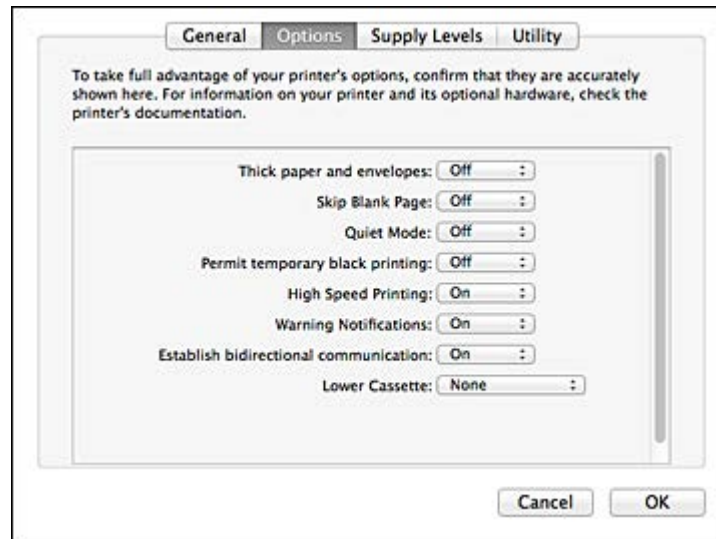 General Options Supply Levels Utility
To take full advantage of your printer's options, confirm that they are accurately
shown here. For information on your printer and its optional hardware, check the
printer's documentation.
Thick paper and envelopes: Off
Skip Blank Page: Off
Quiet Mode: Off
Permit temporary black printing: Off
High Speed Printing: On
Warning Notifications: On
Establish bidirectional communication: On
Lower Cassette: None
Cancel OK